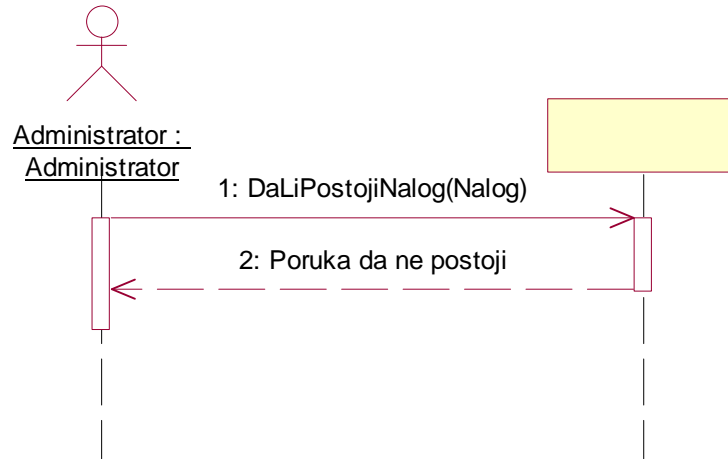 Administrator :
Administrator
1: DaLiPostojiNalog(Nalog)
2: Poruka da ne postoji